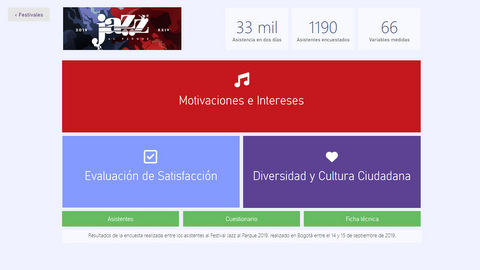 ‹ Festivales
2019 jazz XXIV
AL PARQUE
33 mil
Asistencia en dos días
1190
Asistentes encuestados
66
Variables medidas
Motivaciones e Intereses
Evaluación de Satisfacción
Diversidad y Cultura Ciudadana
Asistentes
Cuestionario
Ficha técnica
Resultados de la encuesta realizada entre los asistentes al Festival Jazz al Parque 2019, realizado en Bogotá entre el 14 y 15 de septiembre de 2019.